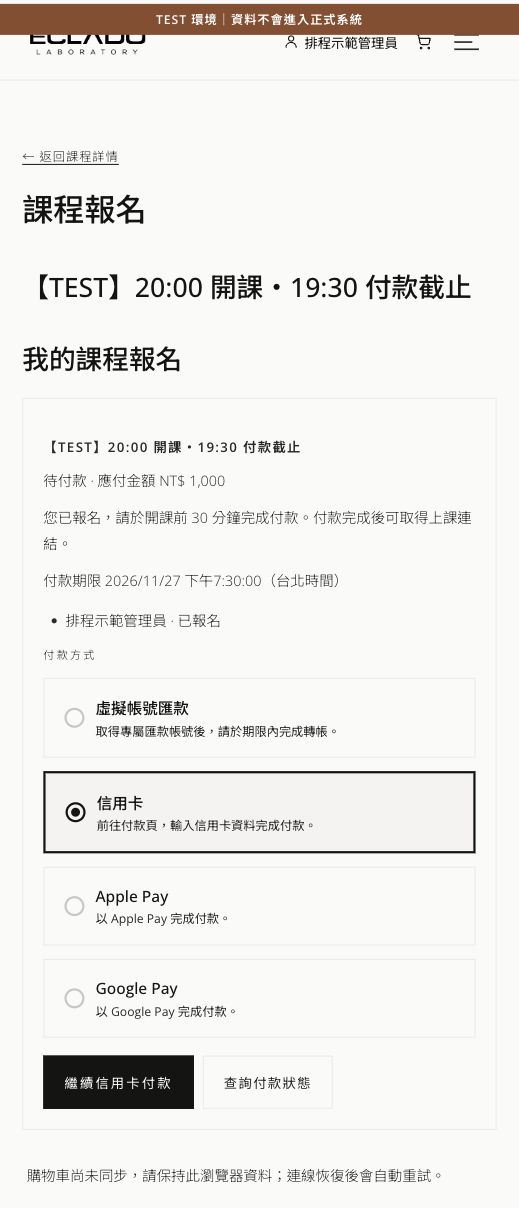 TEST 環境｜資料不會進入正式系統
ECLADO
LABORATORY
排程示範管理員
← 返回課程詳情
課程報名
【TEST】20:00 開課・19:30 付款截止
我的課程報名
【TEST】20:00 開課・19:30 付款截止
待付款 · 應付金額 NT$ 1,000
您已報名，請於開課前 30 分鐘完成付款。付款完成後可取得上課連
結。
付款期限 2026/11/27 下午7:30:00（台北時間）
• 排程示範管理員 · 已報名
付款方式
虛擬帳號匯款
取得專屬匯款帳號後，請於期限內完成轉帳。
信用卡
前往付款頁，輸入信用卡資料完成付款。
Apple Pay
以 Apple Pay 完成付款。
Google Pay
以 Google Pay 完成付款。
繼續信用卡付款
查詢付款狀態
購物車尚未同步，請保持此瀏覽器資料；連線恢復後會自動重試。